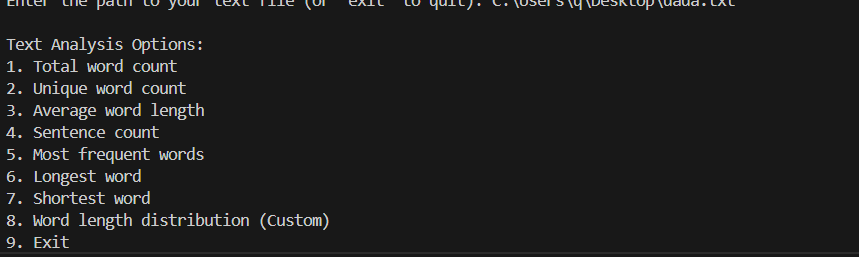 Enter the path to your text file (or 'exit' to quit): C:\Users\q\Desktop\dada.txt
Text Analysis Options:
1. Total word count
2. Unique word count
3. Average word length
4. Sentence count
5. Most frequent words
6. Longest word
7. Shortest word
8. Word length distribution (Custom)
9. Exit